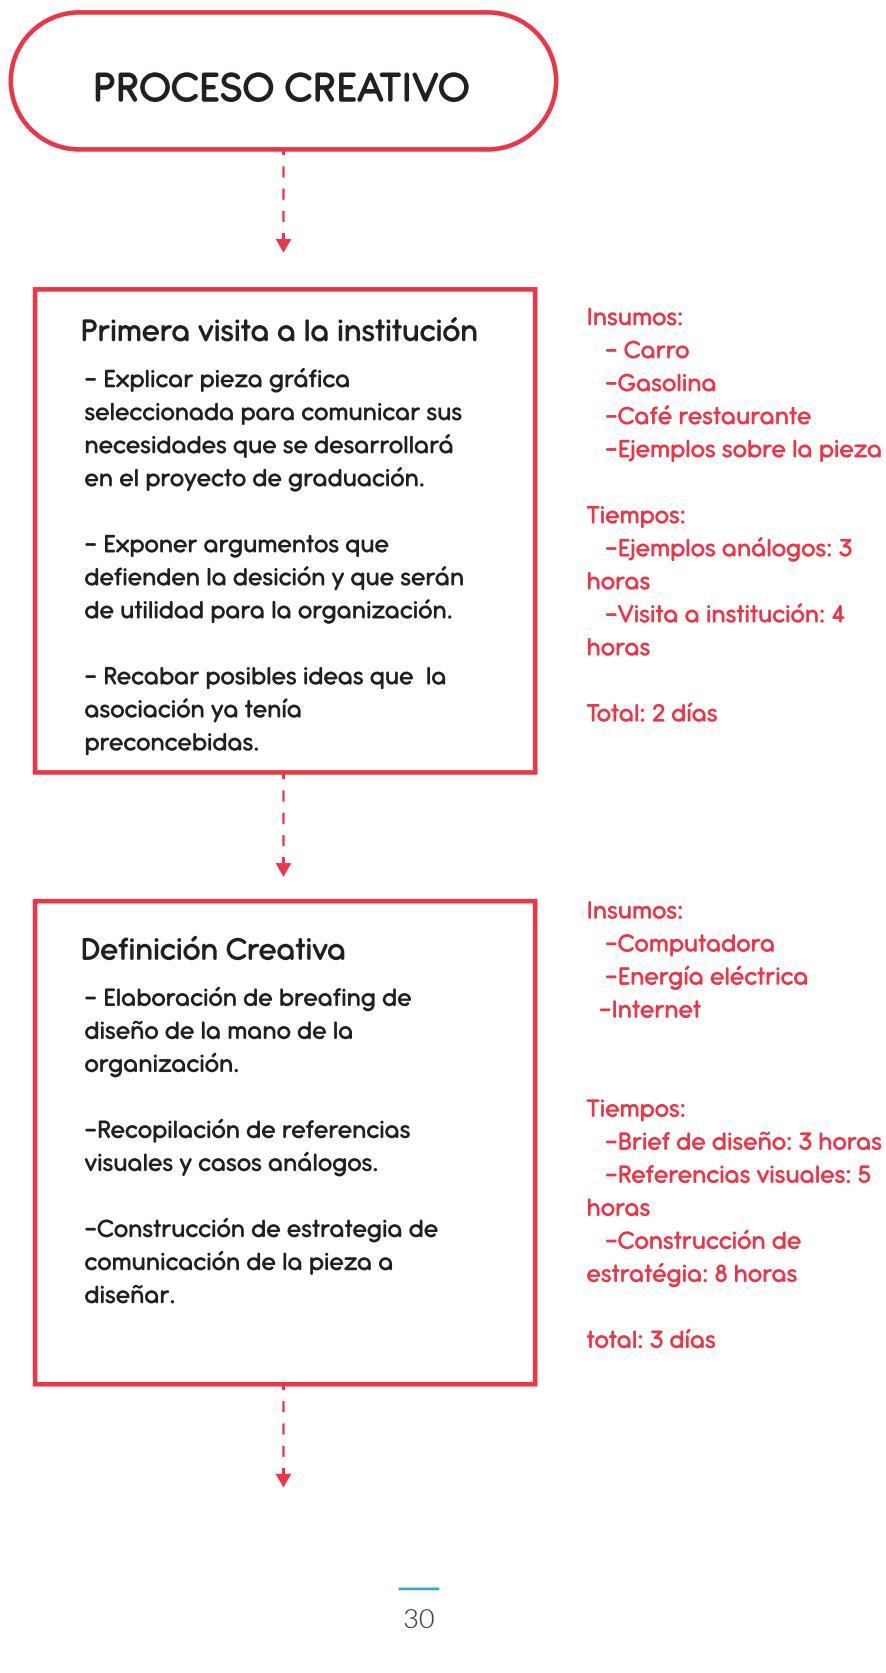 PROCESO CREATIVO
Primera visita a la institución
- Explicar pieza gráfica
seleccionada para comunicar sus
necesidades que se desarrollará
en el proyecto de graduación.
- Exponer argumentos que
defienden la desición y que serán
de utilidad para la organización.
- Recabar posibles ideas que  la
asociación ya tenía
preconcebidas.
Insumos:
- Carro
-Gasolina
-Café restaurante
-Ejemplos sobre la pieza
Tiempos:
-Ejemplos análogos: 3
horas
-Visita a institución: 4
horas
Total: 2 días
Definición Creativa
- Elaboración de breafing de
diseño de la mano de la
organización.
-Recopilación de referencias
visuales y casos análogos.
-Construcción de estrategia de
comunicación de la pieza a
diseñar.
Insumos:
-Computadora
-Energía eléctrica
-Internet
Tiempos:
-Brief de diseño: 3 horas
-Referencias visuales: 5
horas
-Construcción de
estratégia: 8 horas
total: 3 días
30